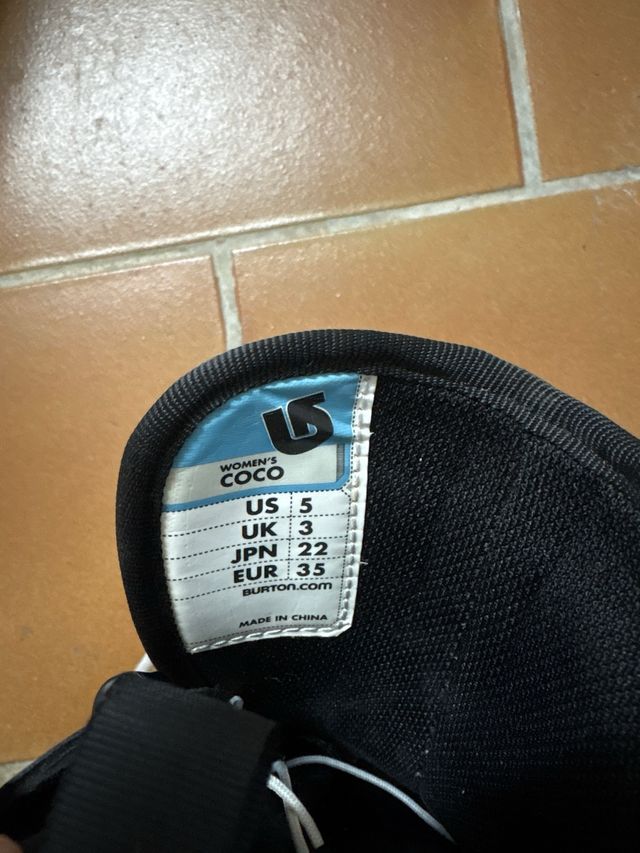 WOMEN'S
COCO
US 5
UK 3
JPN 22
EUR 35
BURTON.COM
MADE IN CHINA